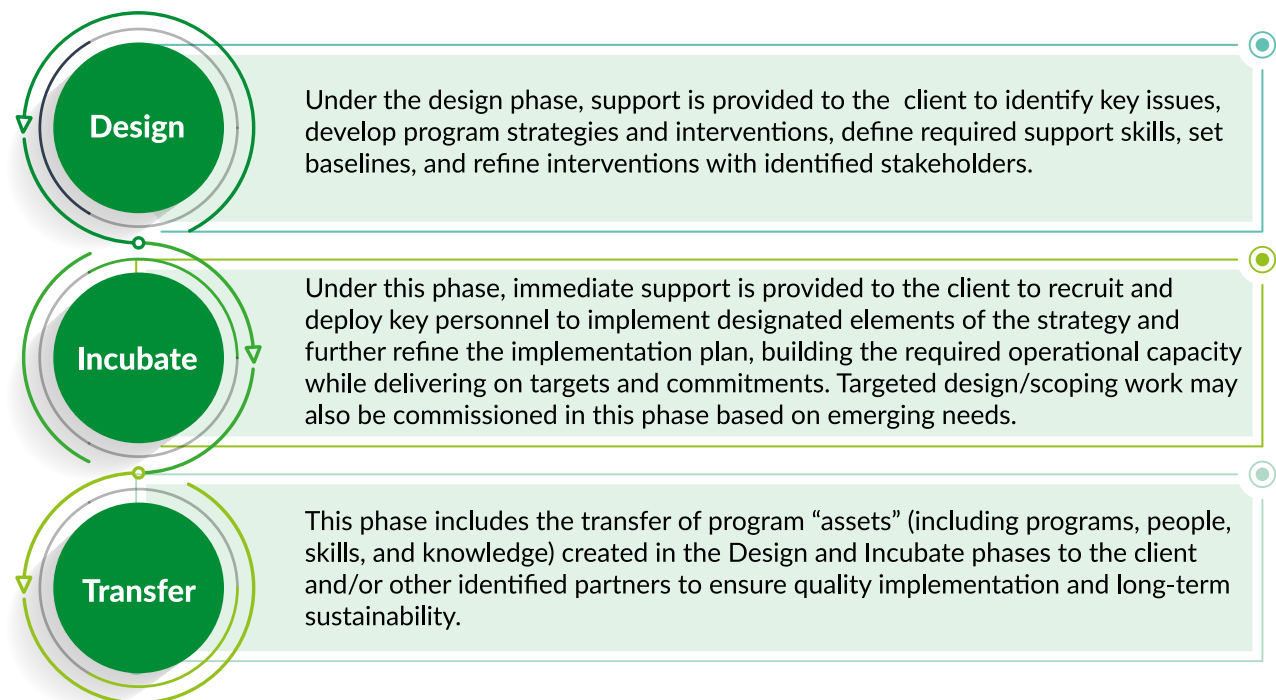 Design
Under the design phase, support is provided to the  client to identify key issues,
develop program strategies and interventions, define required support skills, set
baselines, and refine interventions with identified stakeholders.
Incubate
Under this phase, immediate support is provided to the client to recruit and
deploy key personnel to implement designated elements of the strategy and
further refine the implementation plan, building the required operational capacity
while delivering on targets and commitments. Targeted design/scoping work may
also be commissioned in this phase based on emerging needs.
Transfer
This phase includes the transfer of program “assets” (including programs, people,
skills, and knowledge) created in the Design and Incubate phases to the client
and/or other identified partners to ensure quality implementation and long-term
sustainability.